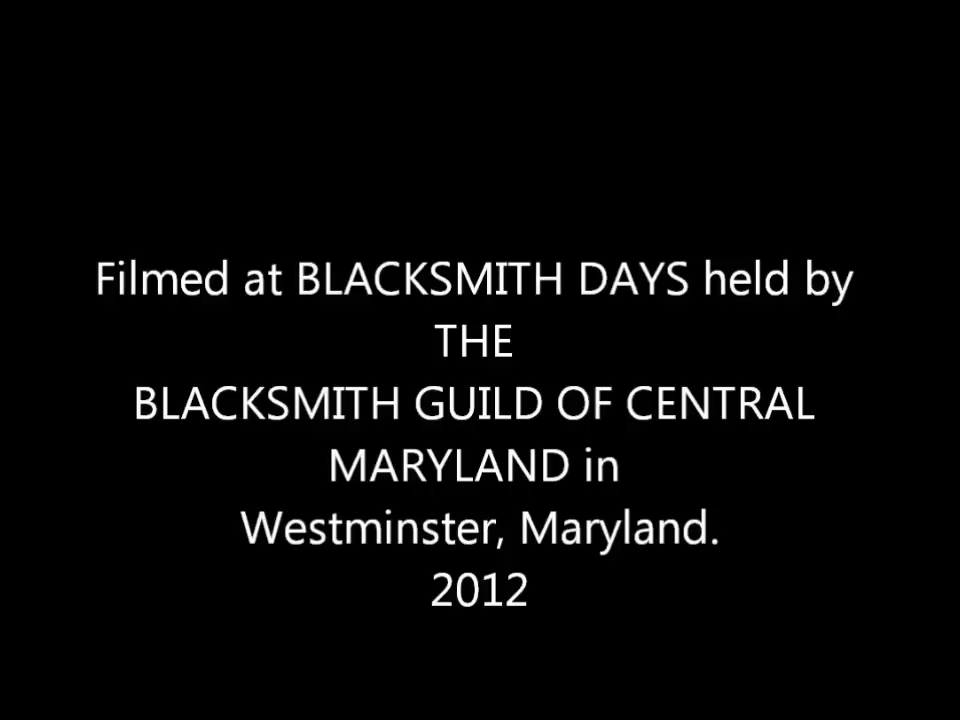 Filmed at BLACKSMITH DAYS held by
THE
BLACKSMITH GUILD OF CENTRAL
MARYLAND in
Westminster, Maryland.
2012